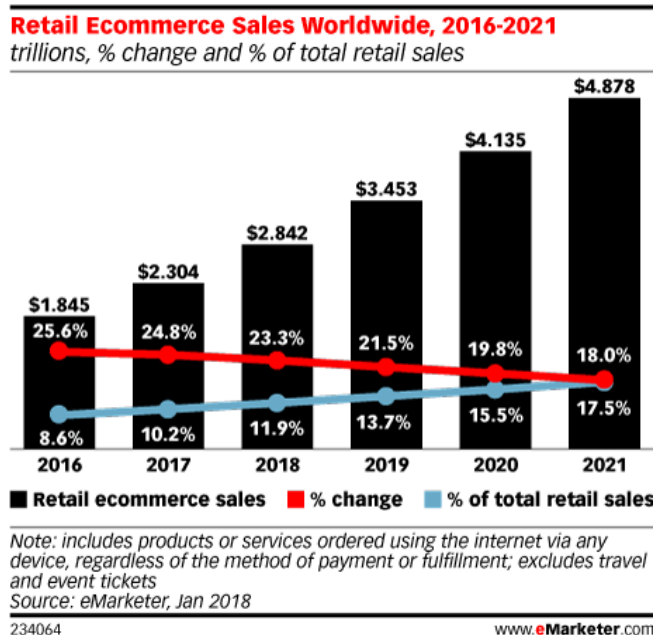 Retail Ecommerce Sales Worldwide, 2016-2021
trillions, % change and % of total retail sales
$4.878
$4.135
$3.453
$2.842
$2.304
$1.845
25.6%
24.8%
23.3%
21.5%
19.8%
18.0%
8.6%
10.2%
11.9%
13.7%
15.5%
17.5%
2016 2017 2018 2019 2020 2021
Retail ecommerce sales % change % of total retail sales
Note: includes products or services ordered using the internet via any
device, regardless of the method of payment or fulfillment; excludes travel
and event tickets
Source: eMarketer, Jan 2018
234064 www.eMarketer.com